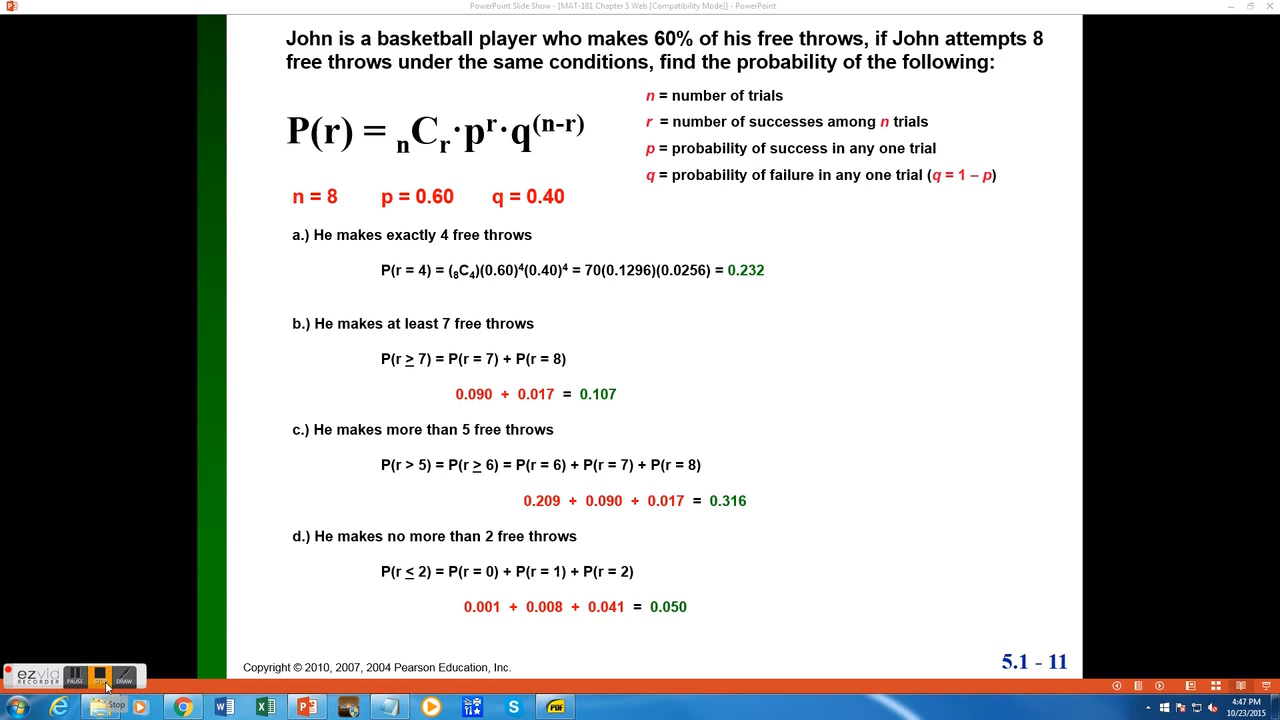 PowerPoint Slide Show - [MAT-181 Chapter 5 Web [Compatibility Mode]] - PowerPoint
John is a basketball player who makes 60% of his free throws, if John attempts 8
free throws under the same conditions, find the probability of the following:
n = number of trials
P(r) = nCr·p^r·q^(n-r)
r = number of successes among n trials
p = probability of success in any one trial
q = probability of failure in any one trial (q = 1 – p)
n = 8 p = 0.60 q = 0.40
a.) He makes exactly 4 free throws
P(r = 4) = (₈C₄)(0.60)⁴(0.40)⁴ = 70(0.1296)(0.0256) = 0.232
b.) He makes at least 7 free throws
P(r ≥ 7) = P(r = 7) + P(r = 8)
0.090 + 0.017 = 0.107
c.) He makes more than 5 free throws
P(r > 5) = P(r ≥ 6) = P(r = 6) + P(r = 7) + P(r = 8)
0.209 + 0.090 + 0.017 = 0.316
d.) He makes no more than 2 free throws
P(r ≤ 2) = P(r = 0) + P(r = 1) + P(r = 2)
0.001 + 0.008 + 0.041 = 0.050
Copyright © 2010, 2007, 2004 Pearson Education, Inc.
5.1 - 11
ezvid
RECORDER
PAUSE
STOP
DRAW
Stop
PDF
4:47 PM
10/23/2015